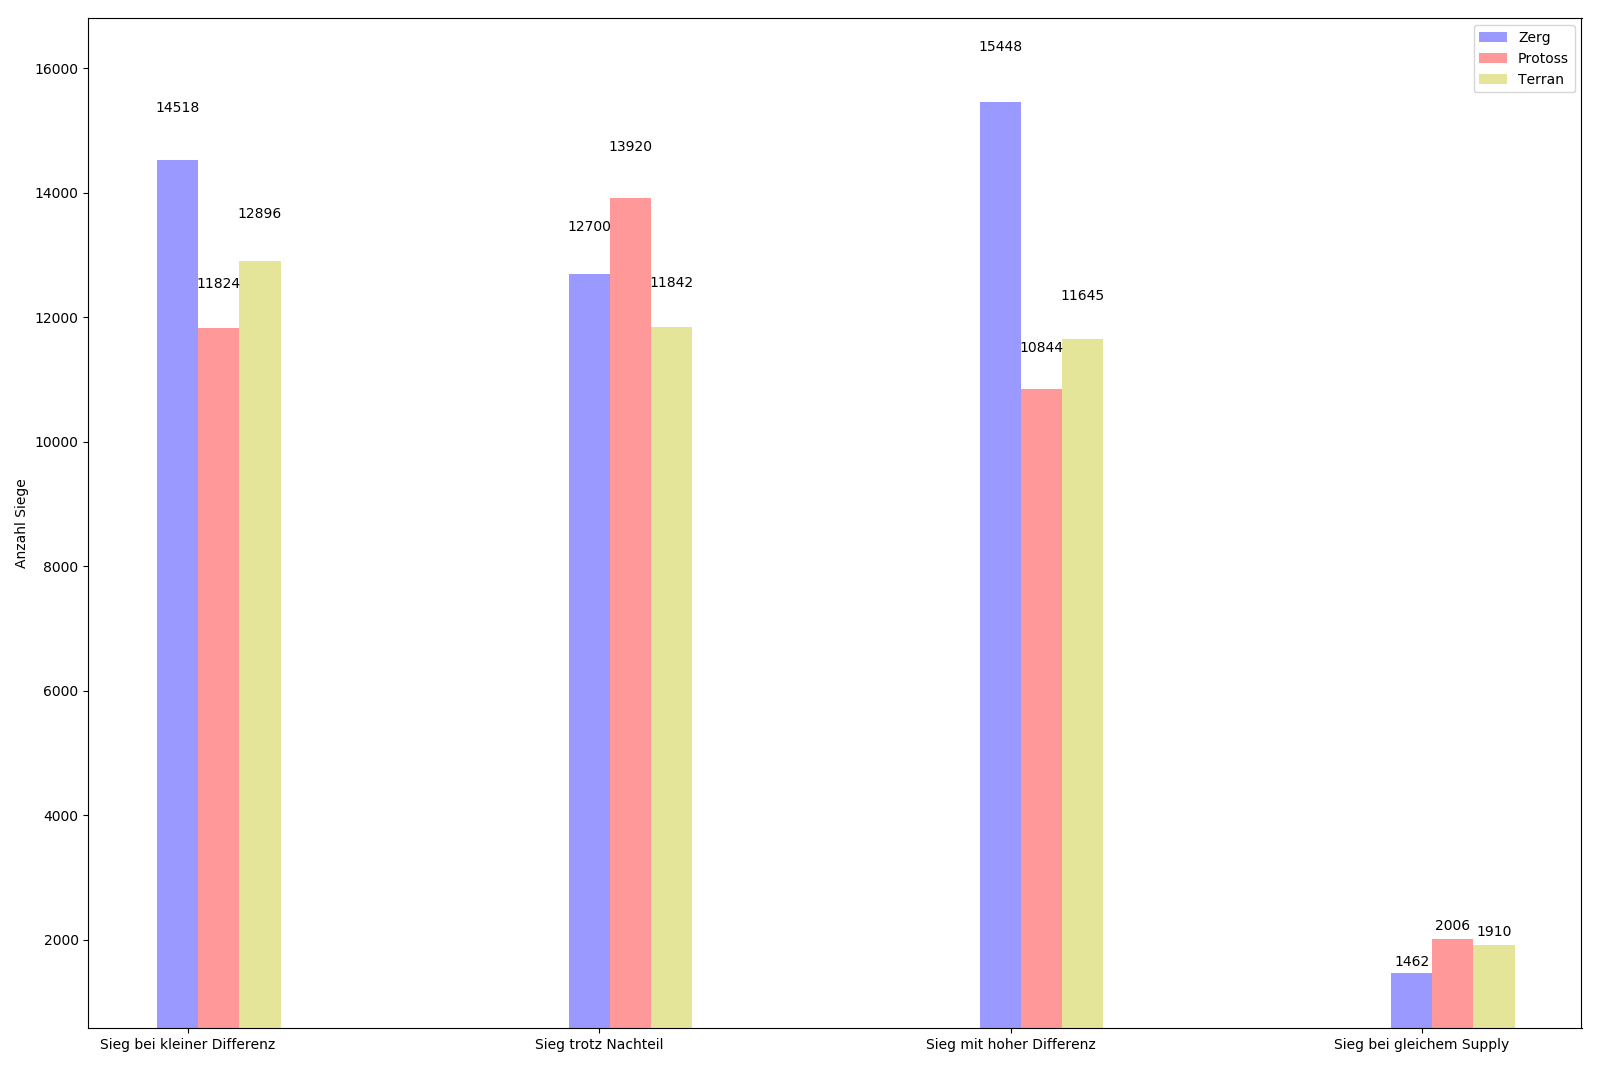 Zerg
Protoss
Terran
Anzahl Siege
16000
14000
12000
10000
8000
6000
4000
2000
14518
11824
12896
12700
13920
11842
15448
10844
11645
1462
2006
1910
Sieg bei kleiner Differenz
Sieg trotz Nachteil
Sieg mit hoher Differenz
Sieg bei gleichem Supply